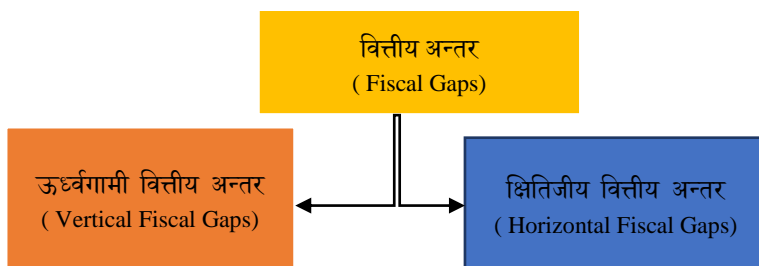 वित्तीय अन्तर
( Fiscal Gaps)
ऊर्ध्वगामी वित्तीय अन्तर
( Vertical Fiscal Gaps)
क्षितिजीय वित्तीय अन्तर
( Horizontal Fiscal Gaps)